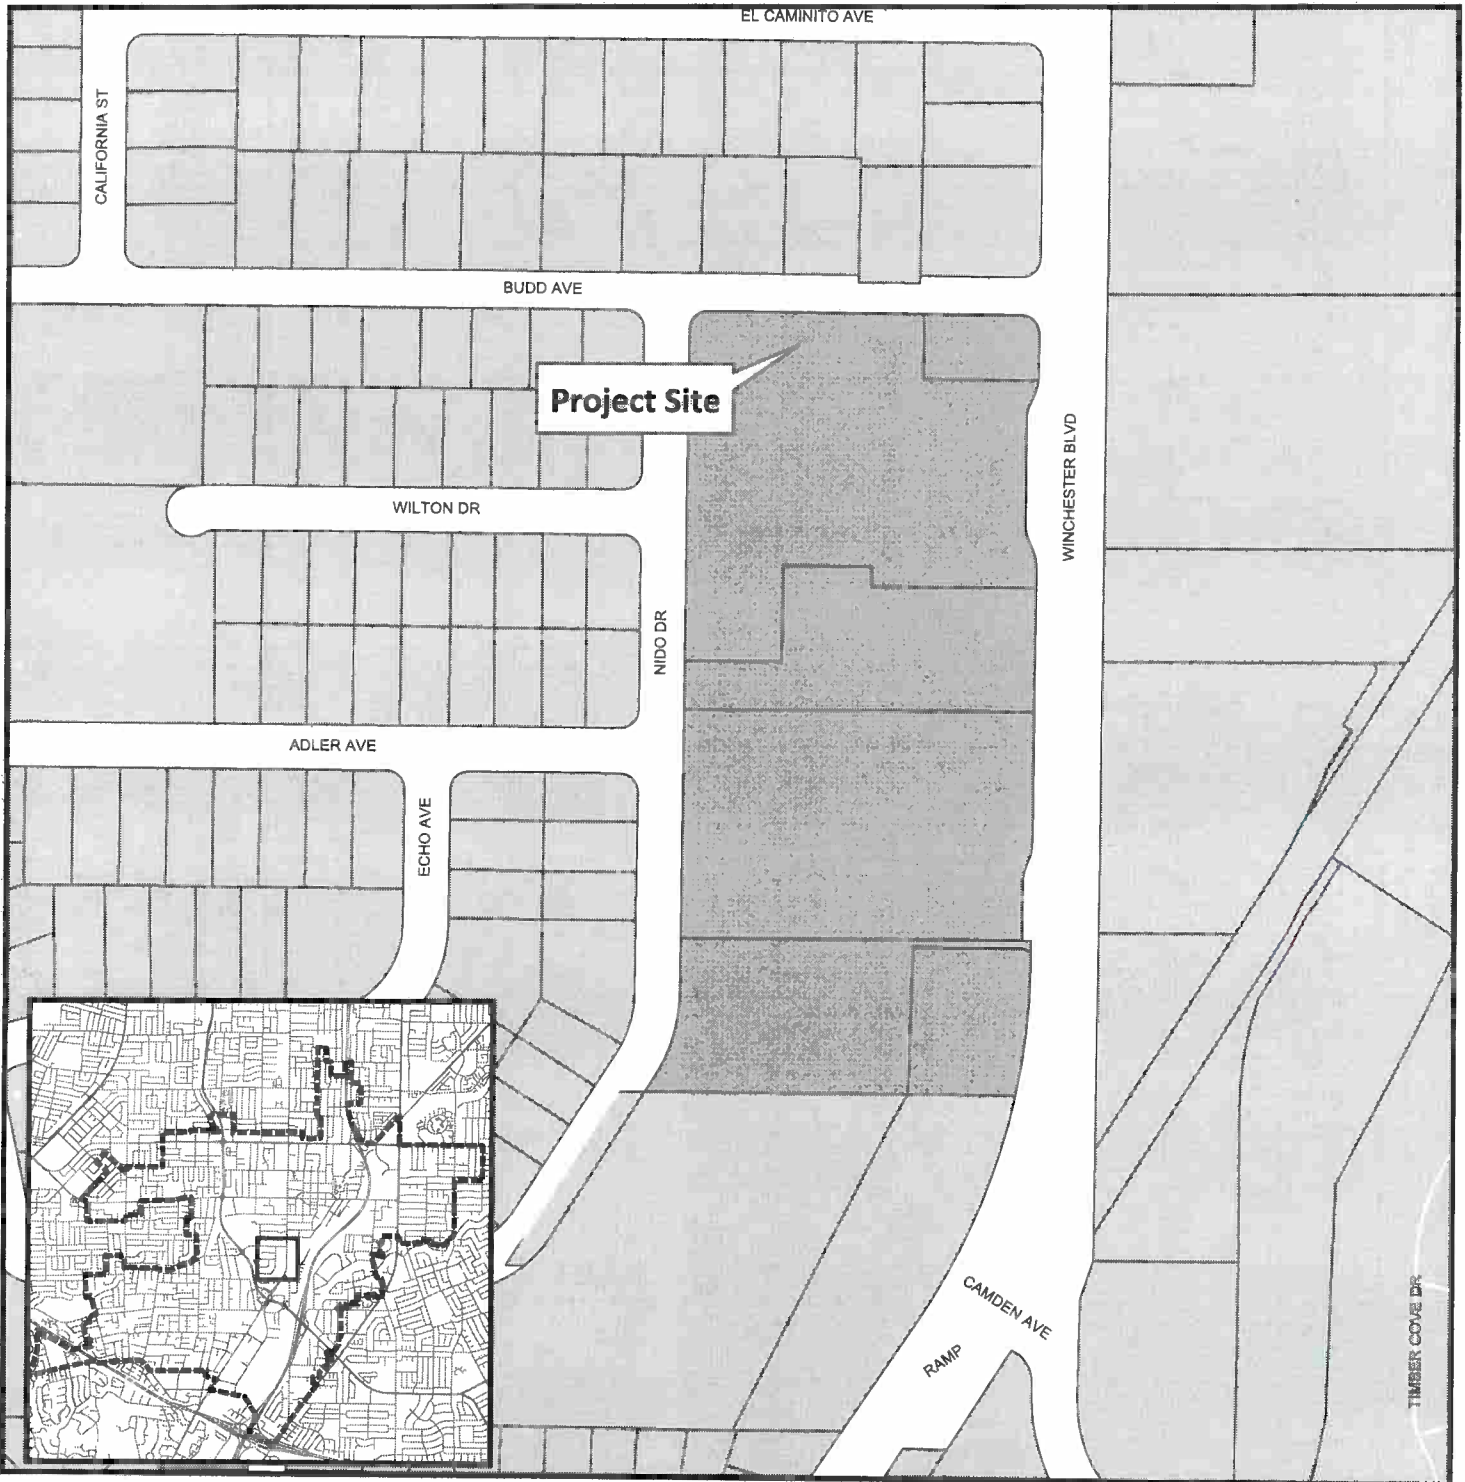 EL CAMINITO AVE
CALIFORNIA ST
BUDD AVE
Project Site
WINCHESTER BLVD
WILTON DR
NIDO DR
ADLER AVE
ECHO AVE
CAMDEN AVE
RAMP
TIMBER COVE DR